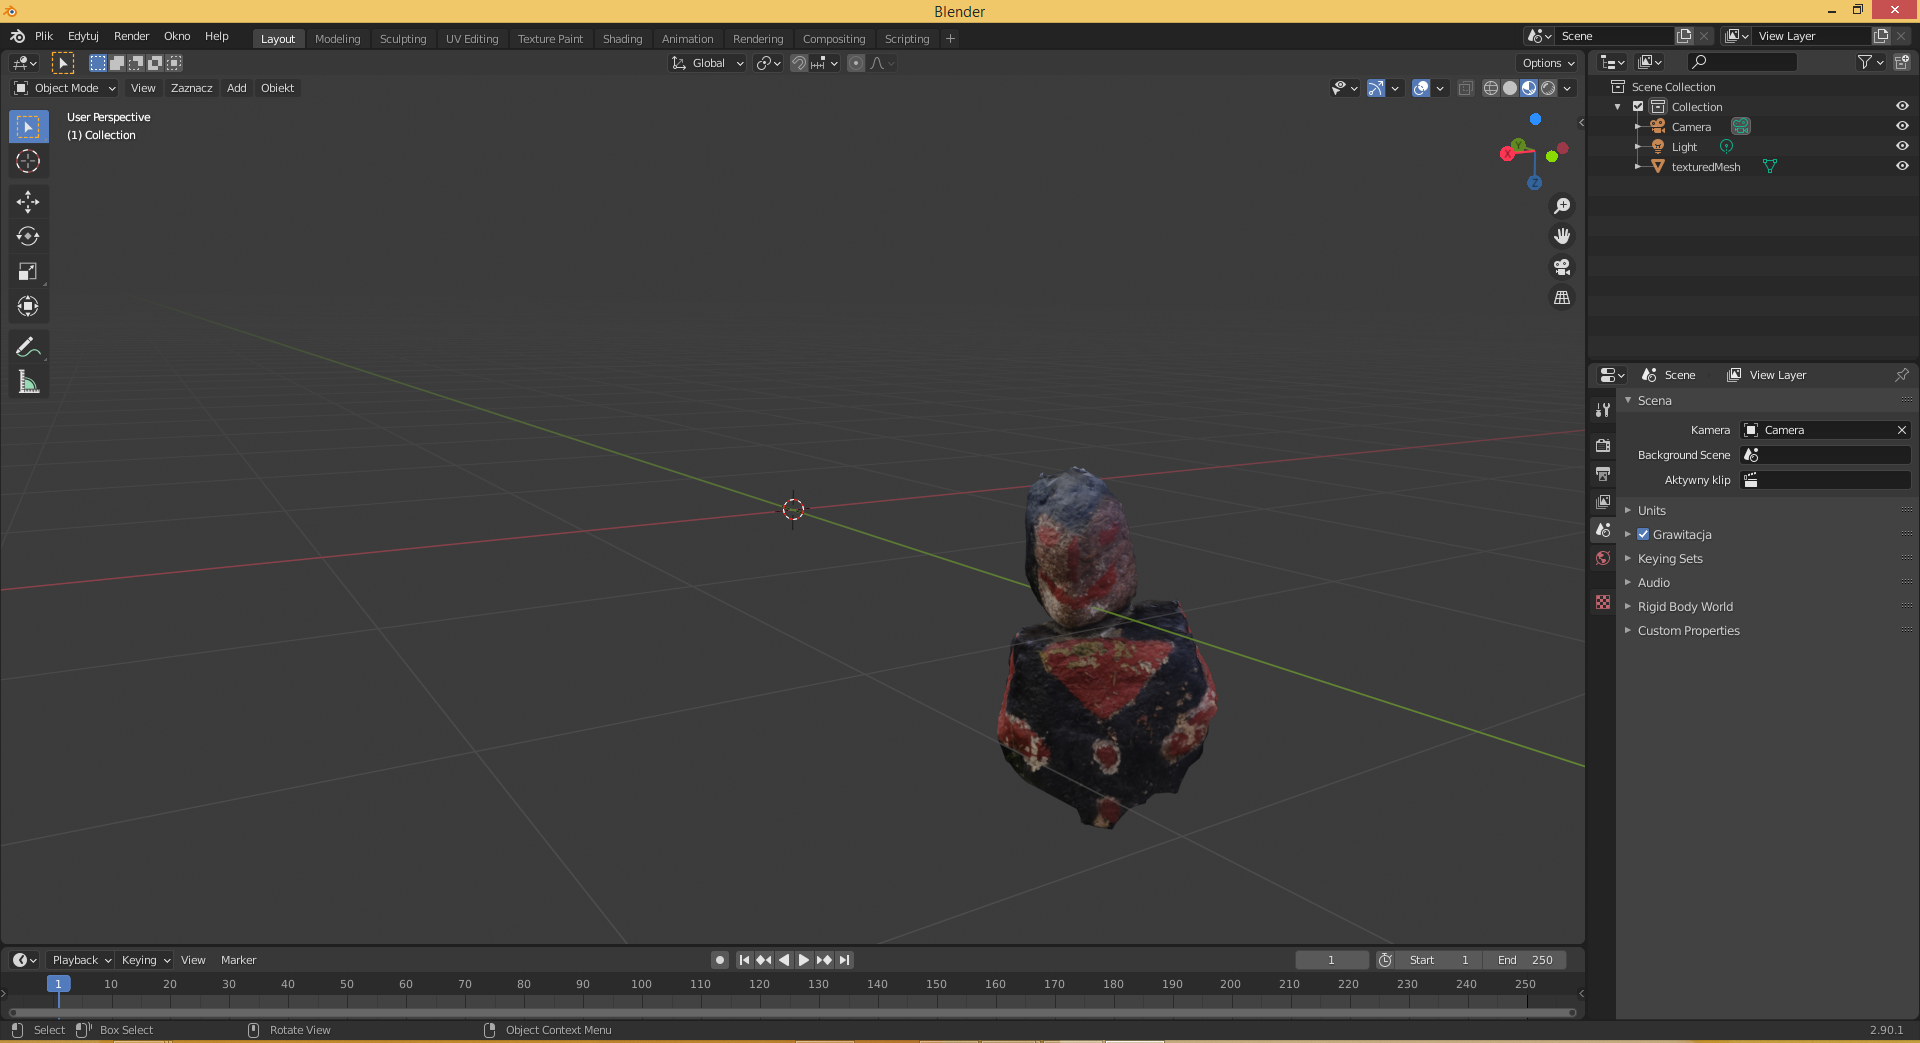 Blender
Plik Edytuj Render Okno Help Layout Modeling Sculpting UV Editing Texture Paint Shading Animation Rendering Compositing Scripting + Scene View Layer
Global Options
Object Mode View Zaznacz Add Obiekt
User Perspective
(1) Collection
X Y Z
Scene Collection
Collection
Camera
Light
texturedMesh
Scene View Layer
Scena
Kamera Camera
Background Scene
Aktywny klip
Units
Grawitacja
Keying Sets
Audio
Rigid Body World
Custom Properties
Playback Keying View Marker 1 Start 1 End 250
1 10 20 30 40 50 60 70 80 90 100 110 120 130 140 150 160 170 180 190 200 210 220 230 240 250
Select Box Select Rotate View Object Context Menu 2.90.1